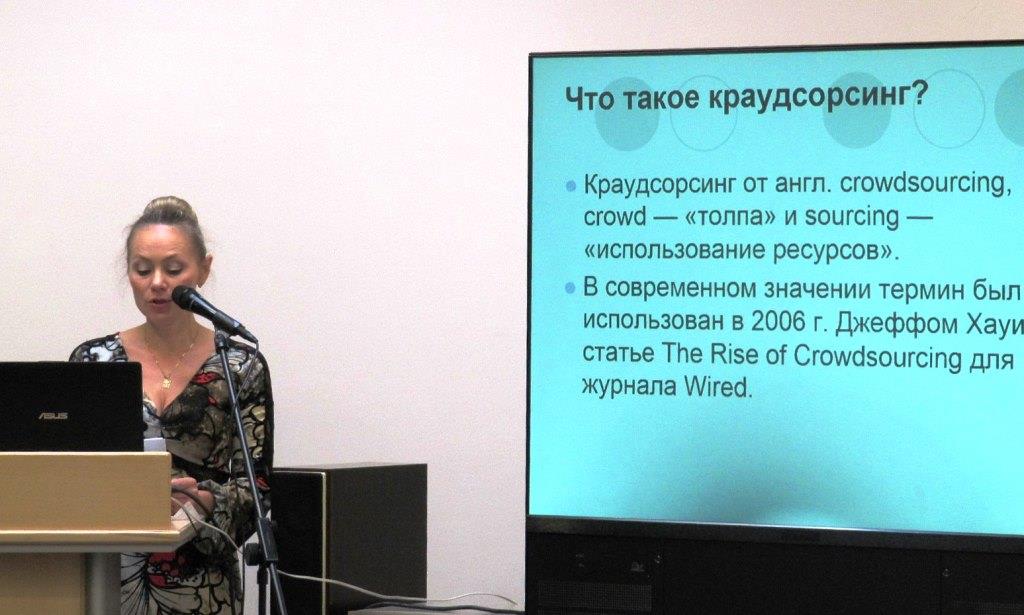 Что такое краудсорсинг?
Краудсорсинг от англ. crowdsourcing,
crowd — «толпа» и sourcing —
«использование ресурсов».
В современном значении термин был
использован в 2006 г. Джеффом Хауи
статье The Rise of Crowdsourcing для
журнала Wired.
ASUS